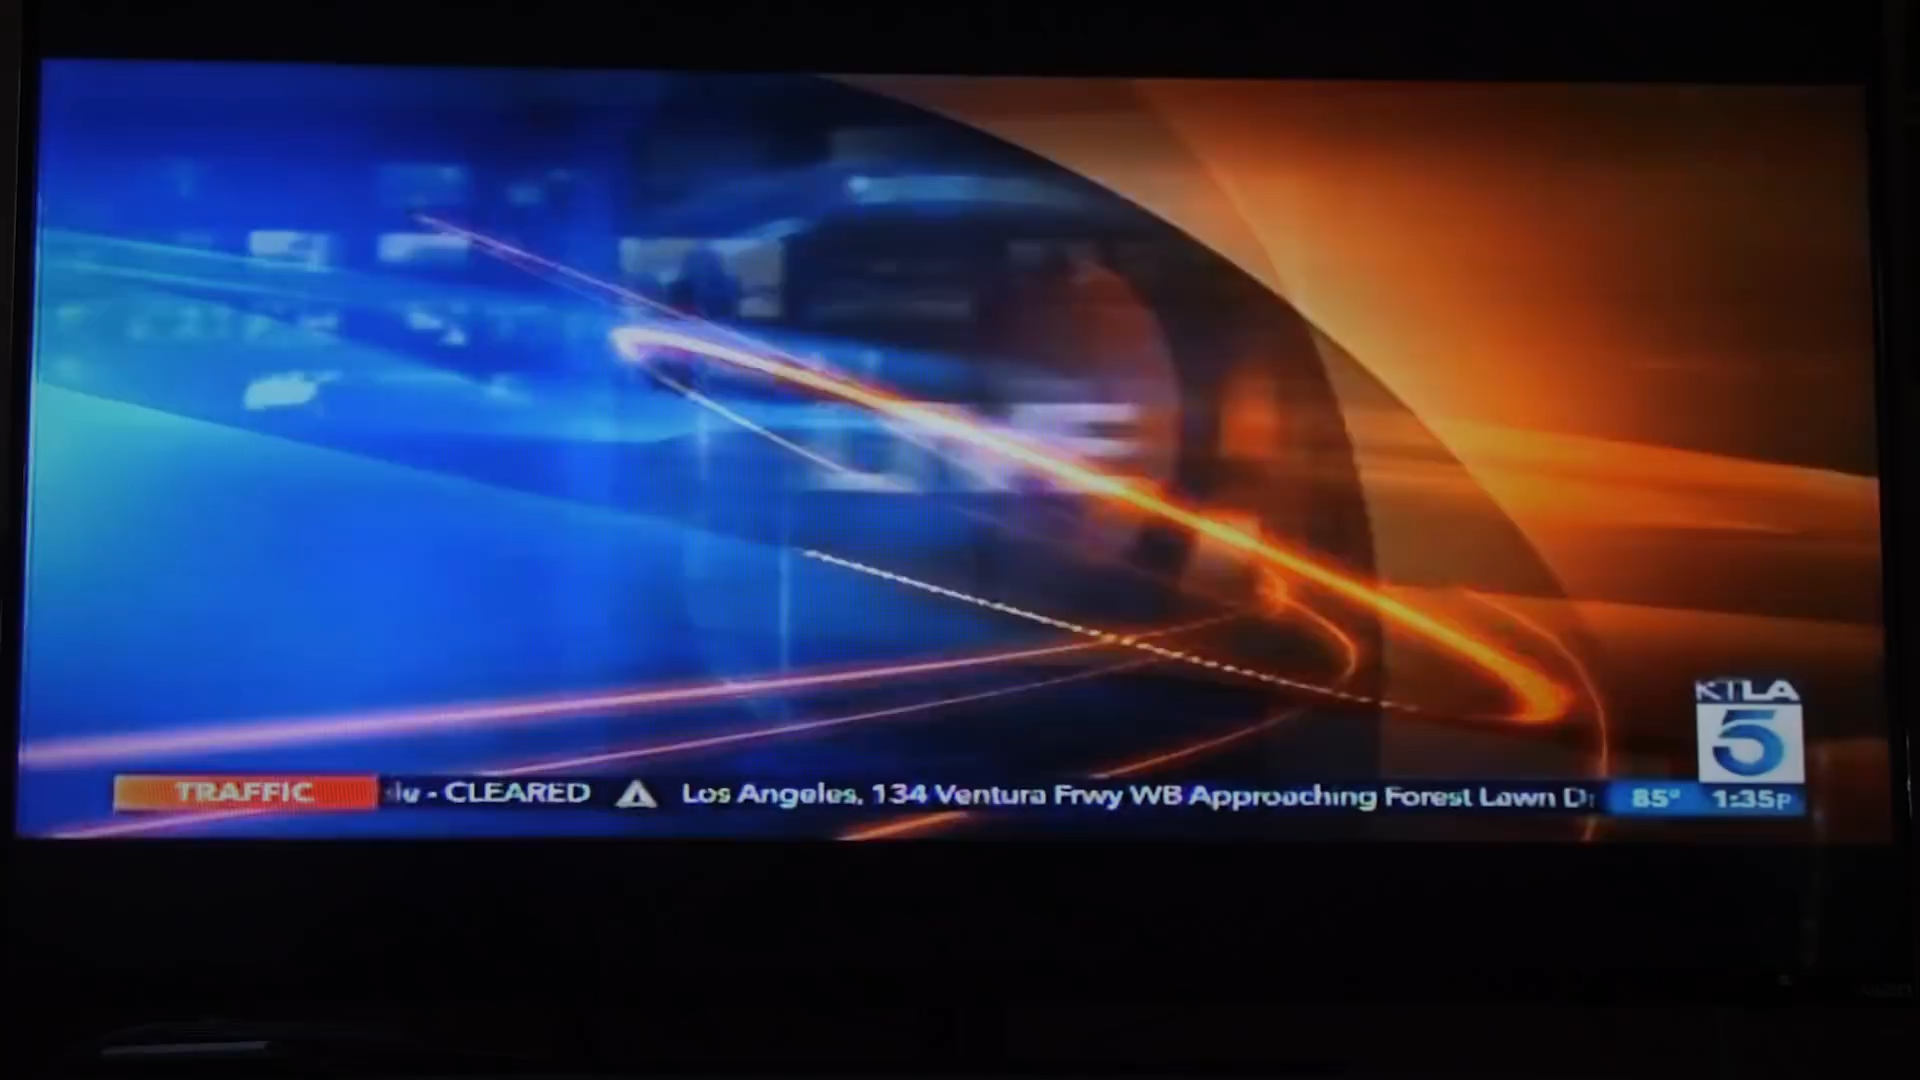 KTLA
5
TRAFFIC - CLEARED Los Angeles, 134 Ventura Frwy WB Approaching Forest Lawn 85° 1:35P